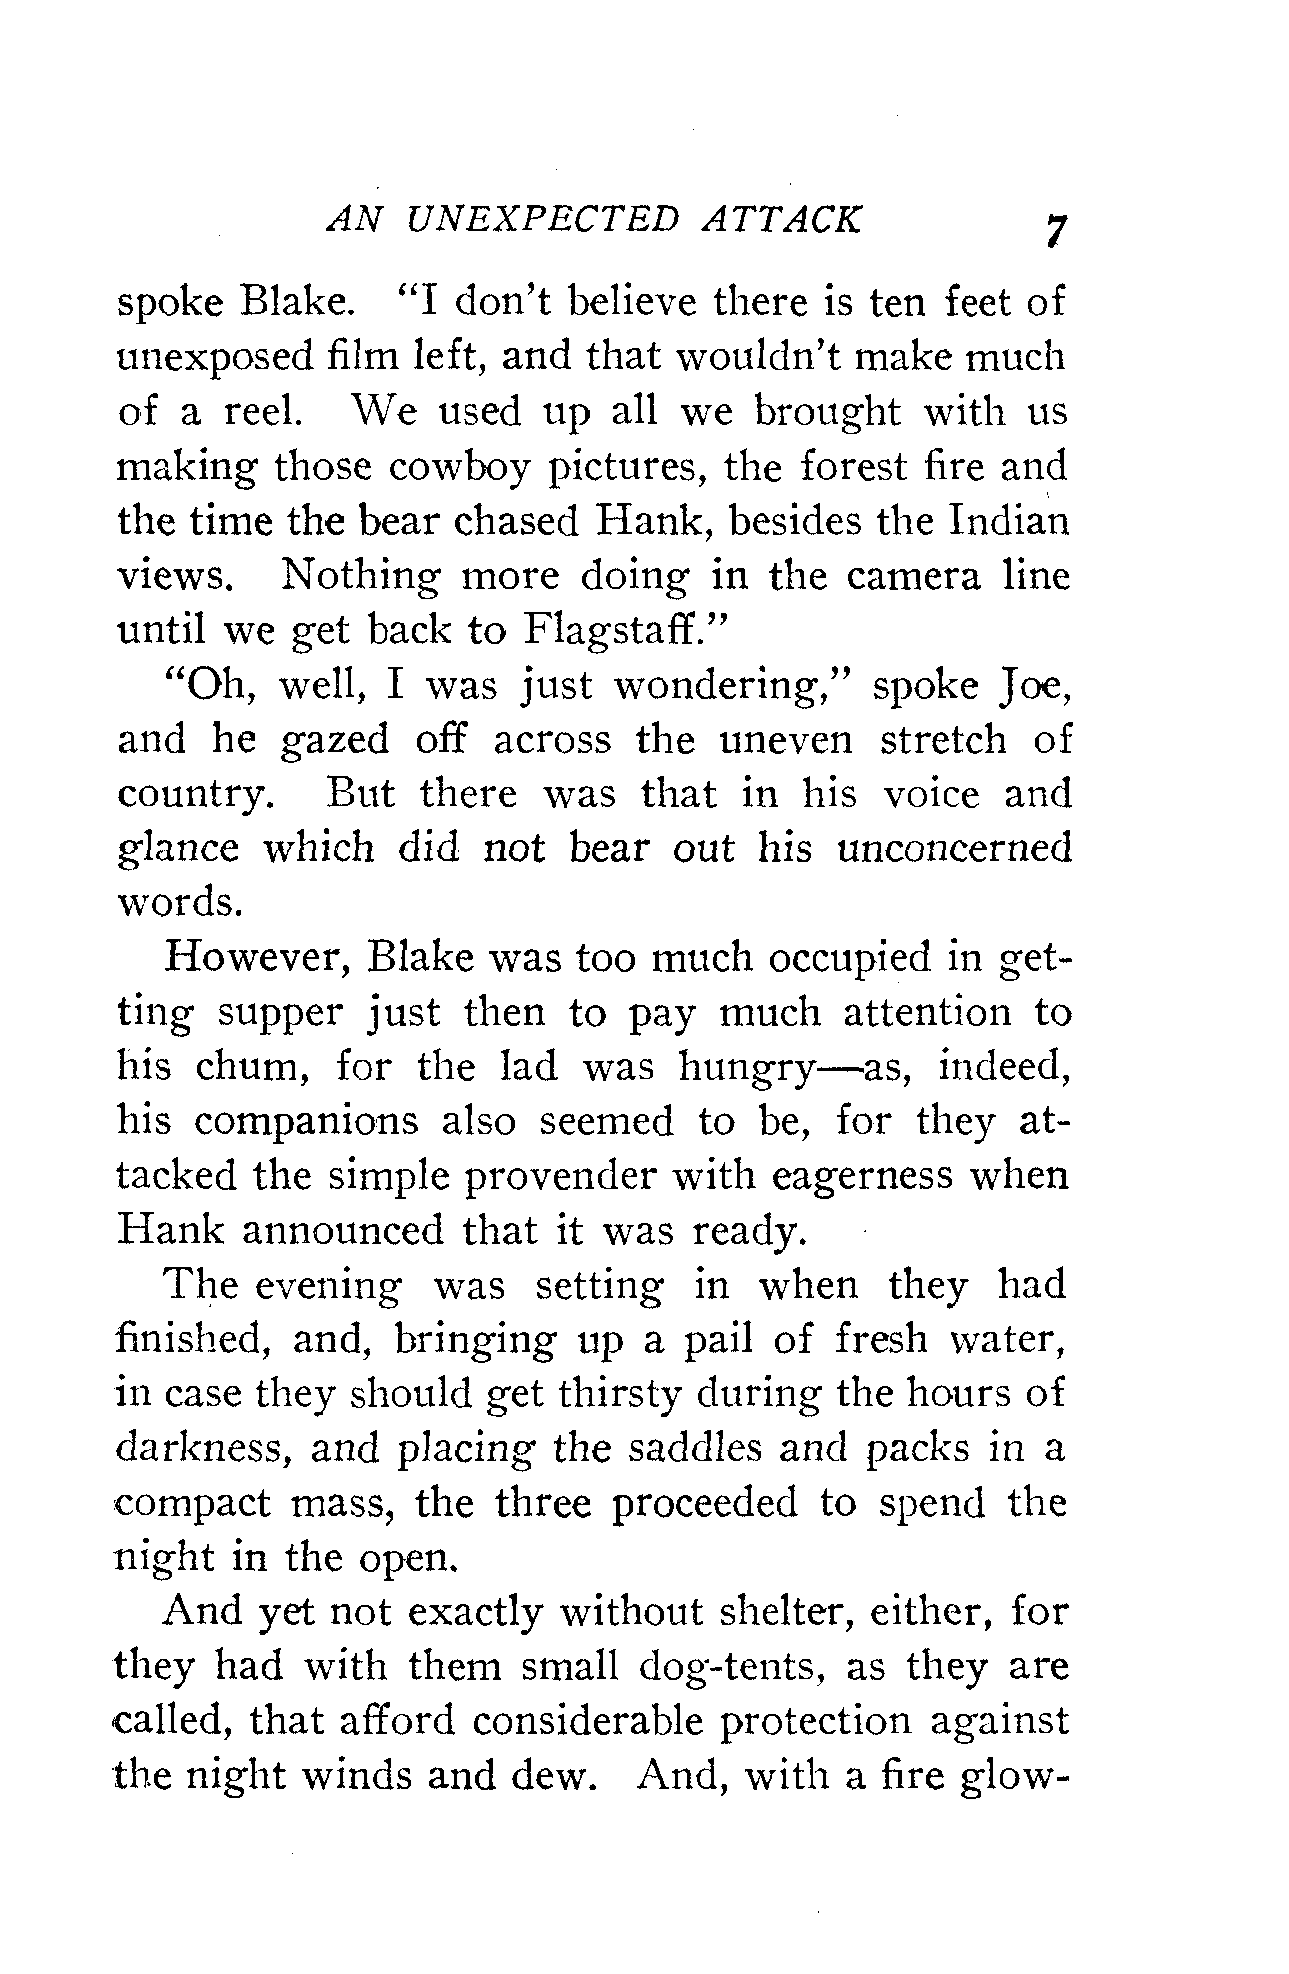 AN UNEXPECTED ATTACK 7
spoke Blake. “I don’t believe there is ten feet of
unexposed film left, and that wouldn’t make much
of a reel. We used up all we brought with us
making those cowboy pictures, the forest fire and
the time the bear chased Hank, besides the Indian
views. Nothing more doing in the camera line
until we get back to Flagstaff.”
“Oh, well, I was just wondering,” spoke Joe,
and he gazed off across the uneven stretch of
country. But there was that in his voice and
glance which did not bear out his unconcerned
words.
However, Blake was too much occupied in get-
ting supper just then to pay much attention to
his chum, for the lad was hungry—as, indeed,
his companions also seemed to be, for they at-
tacked the simple provender with eagerness when
Hank announced that it was ready.
The evening was setting in when they had
finished, and, bringing up a pail of fresh water,
in case they should get thirsty during the hours of
darkness, and placing the saddles and packs in a
compact mass, the three proceeded to spend the
night in the open.
And yet not exactly without shelter, either, for
they had with them small dog-tents, as they are
called, that afford considerable protection against
the night winds and dew. And, with a fire glow-